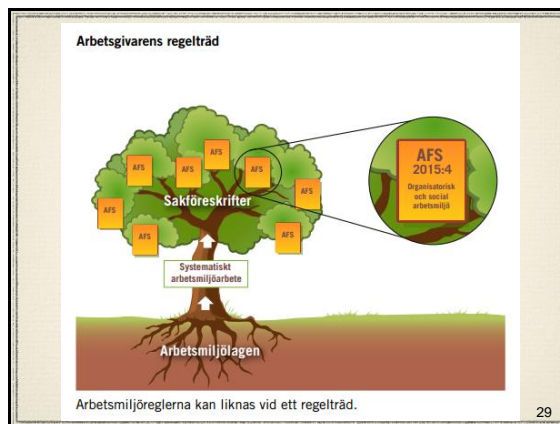 Arbetsgivarens regelträd
AFS
AFS
AFS
AFS
AFS
AFS
AFS
AFS
Sakföreskrifter
AFS
2015:4
Organisatorisk
och social
arbetsmiljö
Systematiskt
arbetsmiljöarbete
Arbetsmiljölagen
Arbetsmiljöreglerna kan liknas vid ett regelträd.
29